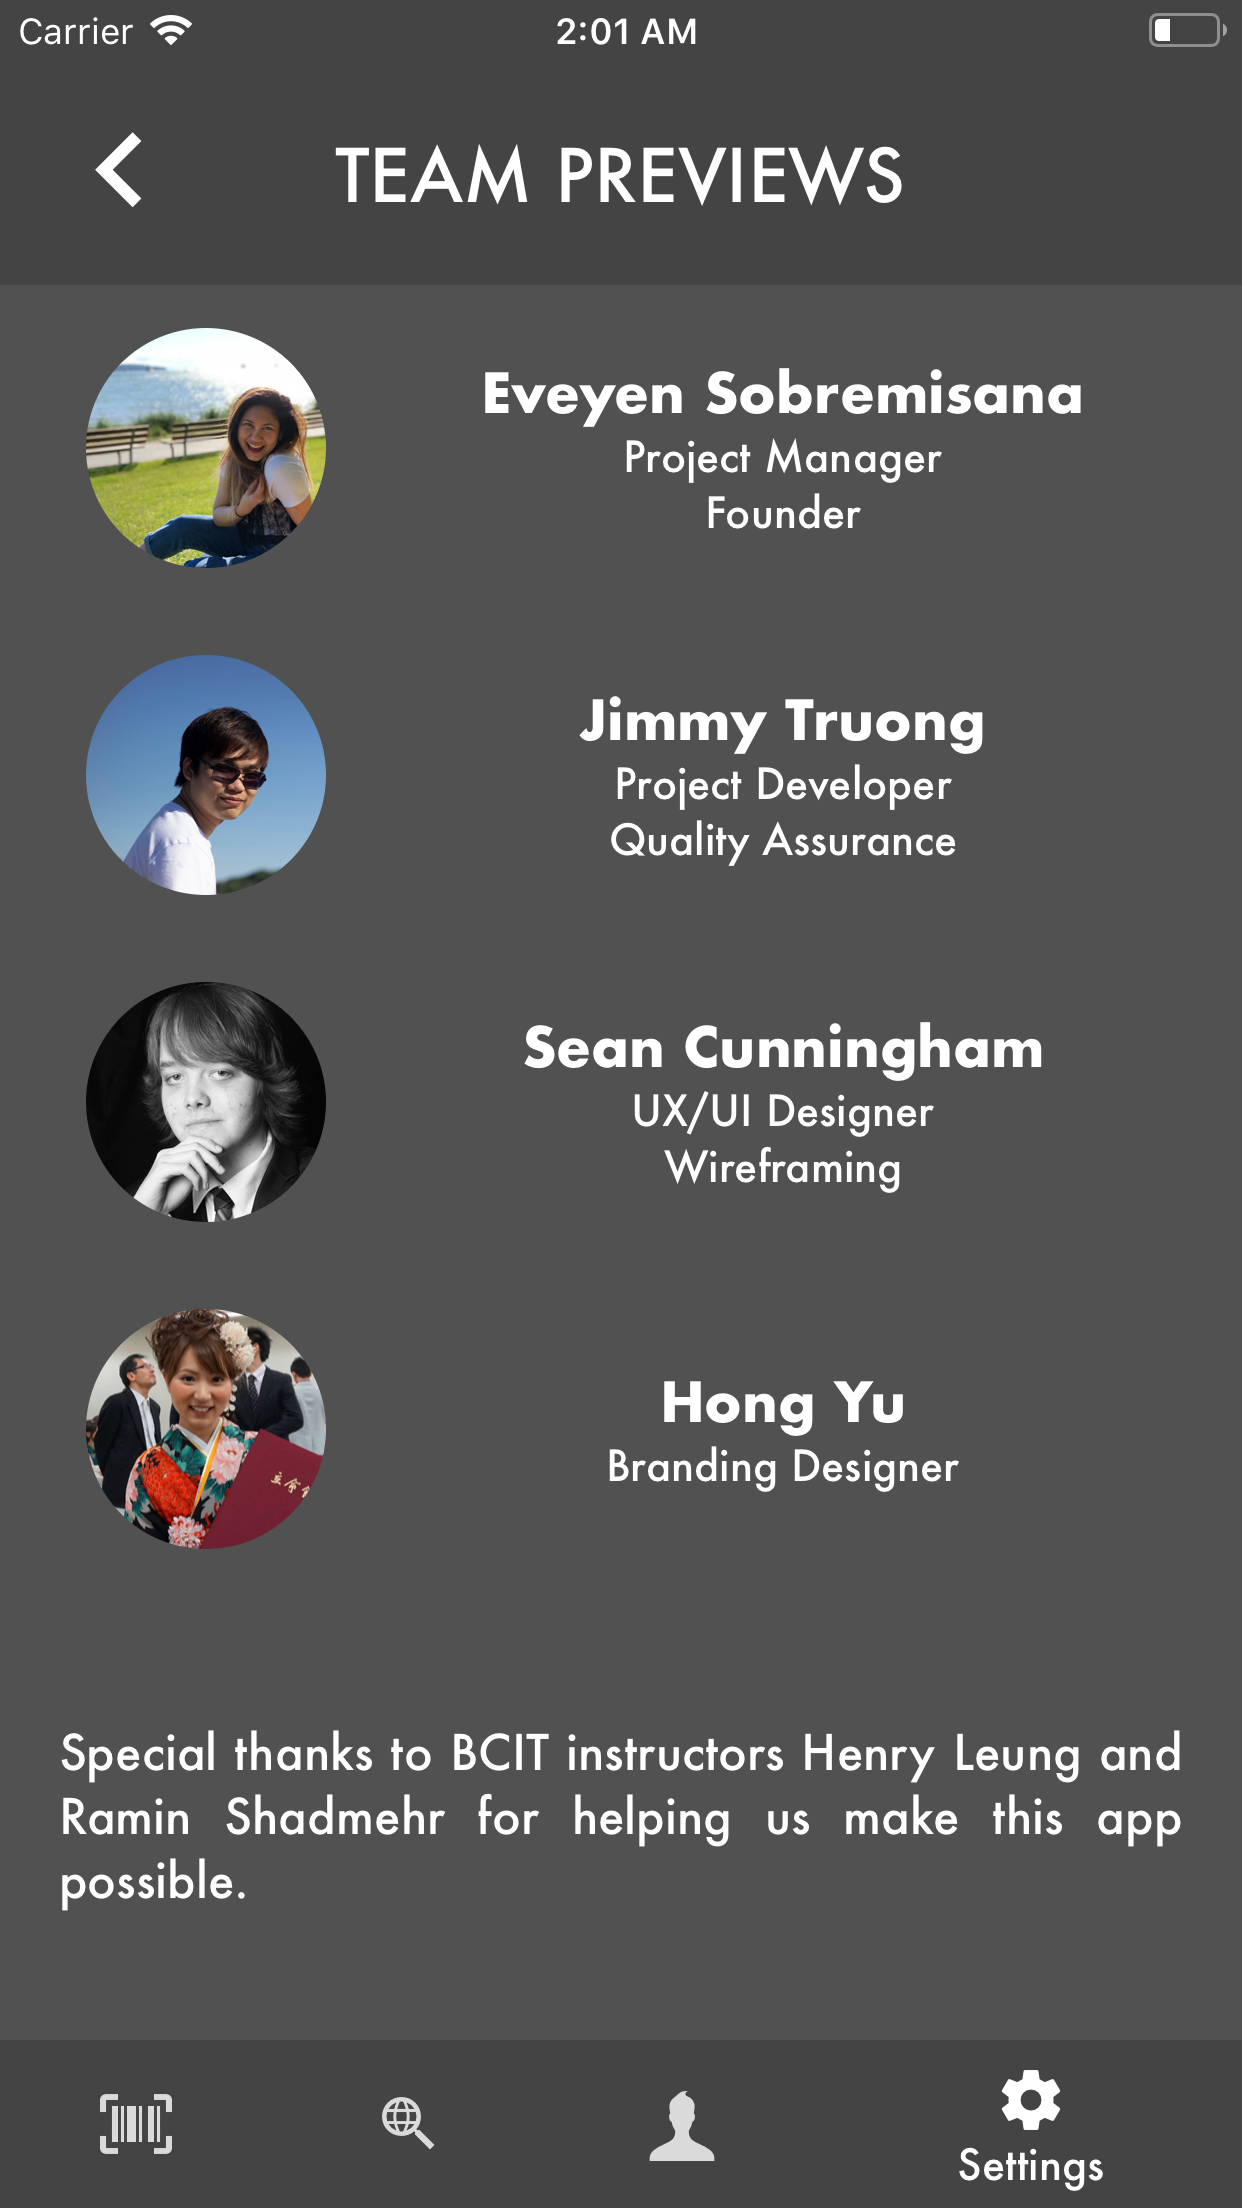 Carrier
2:01 AM
TEAM PREVIEWS
Eveyen Sobremisana
Project Manager
Founder
Jimmy Truong
Project Developer
Quality Assurance
Sean Cunningham
UX/UI Designer
Wireframing
Hong Yu
Branding Designer
Special thanks to BCIT instructors Henry Leung and
Ramin Shadmehr for helping us make this app
possible.
Settings